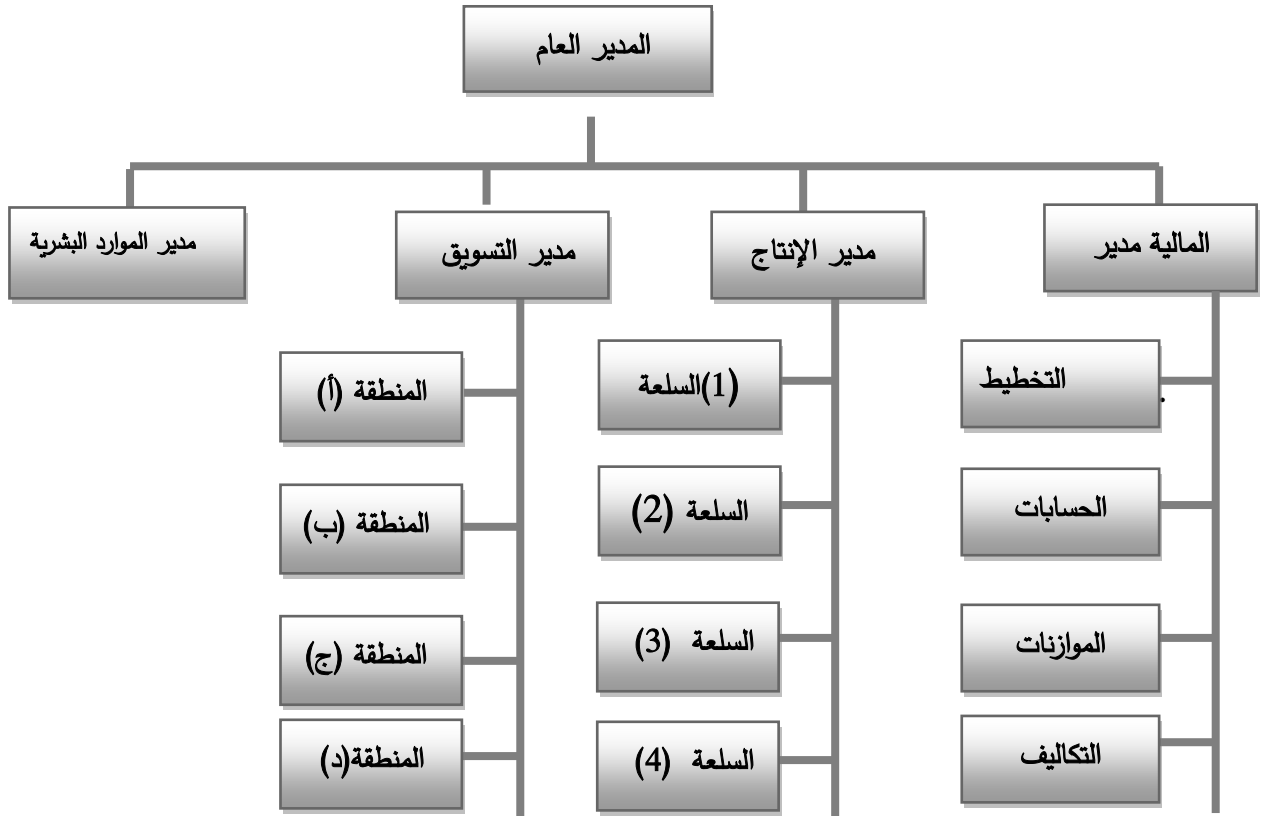 المدير العام
المالية مدير
مدير الإنتاج
مدير التسويق
مدير الموارد البشرية
التخطيط
.
الحسابات
الموازنات
التكاليف
(1)السلعة
السلعة (2)
السلعة (3)
السلعة (4)
المنطقة (أ)
المنطقة (ب)
المنطقة (ج)
المنطقة(د)